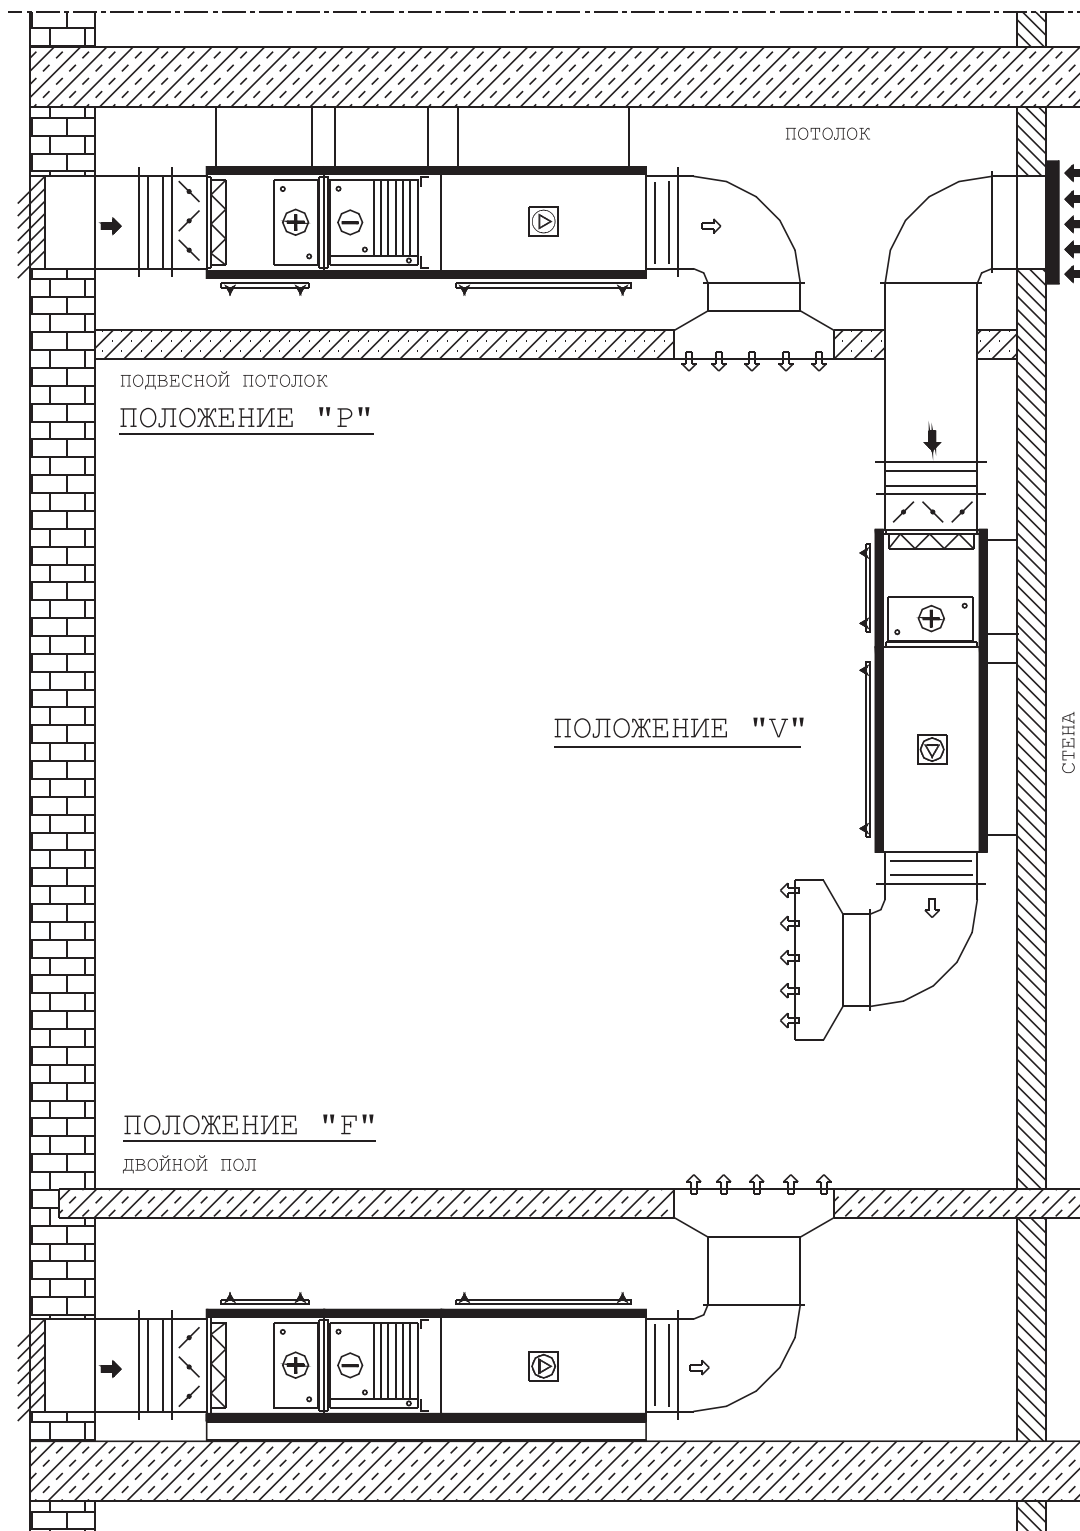 ПОТОЛОК
ПОДВЕСНОЙ ПОТОЛОК
ПОЛОЖЕНИЕ "P"
ПОЛОЖЕНИЕ "V"
СТЕНА
ПОЛОЖЕНИЕ "F"
ДВОЙНОЙ ПОЛ